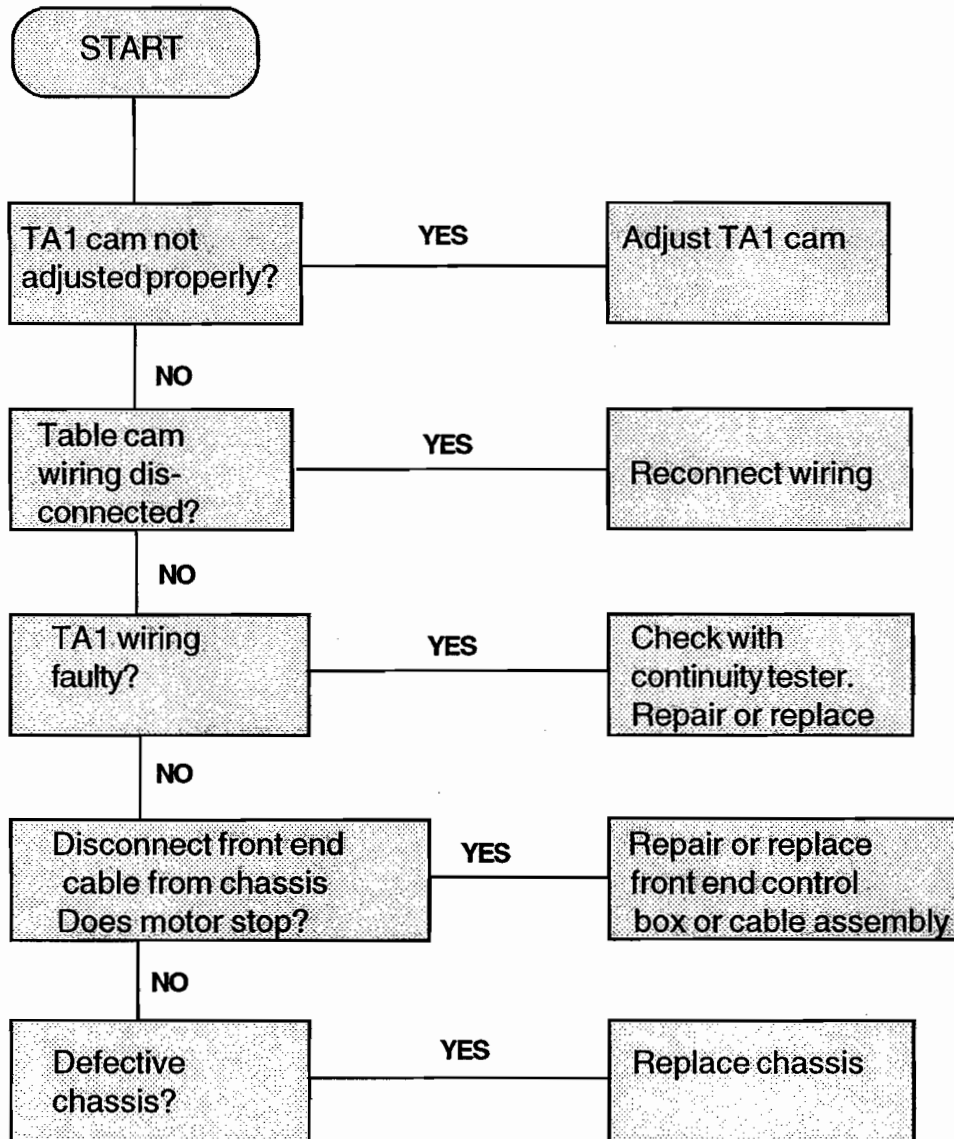 START
TA1 cam not
adjusted properly?
YES
Adjust TA1 cam
NO
Table cam
wiring dis-
connected?
YES
Reconnect wiring
NO
TA1 wiring
faulty?
YES
Check with
continuity tester.
Repair or replace
NO
Disconnect front end
cable from chassis
Does motor stop?
YES
Repair or replace
front end control
box or cable assembly
NO
Defective
chassis?
YES
Replace chassis